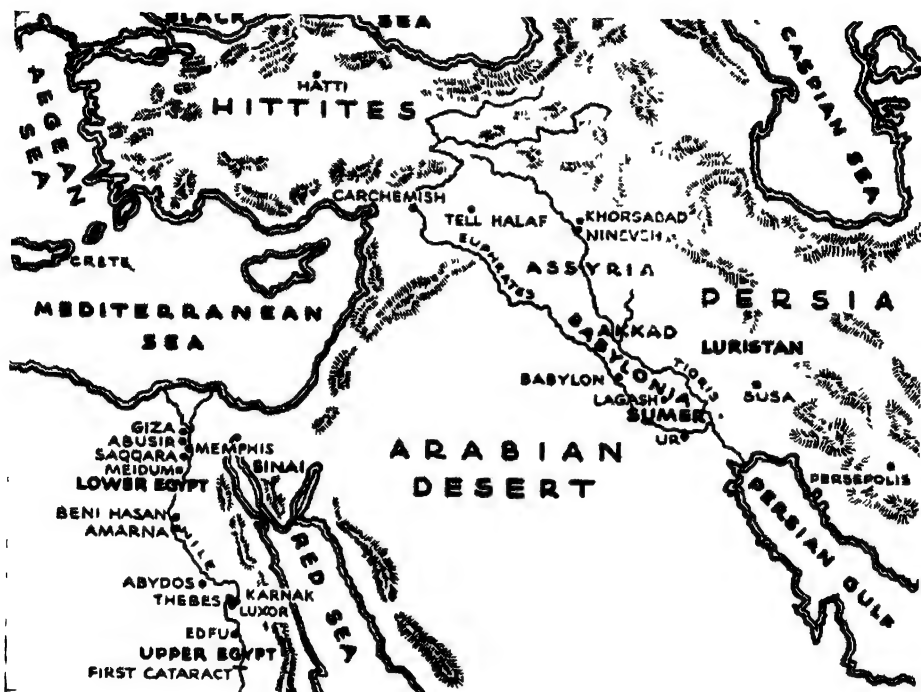 BLACK SEA
CASPIAN SEA
AEGEAN SEA
HATTI
HITTITES
CARCHEMISH
TELL HALAF
KHORSABAD
NINEVEH
EUPHRATES
ASSYRIA
CRETE
MEDITERRANEAN
SEA
PERSIA
AKKAD
BABYLONIA
LURISTAN
TIGRIS
BABYLON
LAGASH
SUMER
SUSA
UR
GIZA
ABUSIR
SAQQARA
MEMPHIS
MEIDUM
SINAI
LOWER EGYPT
ARABIAN
DESERT
PERSEPOLIS
PERSIAN GULF
BENI HASAN
AMARNA
NILE
RED SEA
ABYDOS
THEBES
KARNAK
LUXOR
EDFU
UPPER EGYPT
FIRST CATARACT